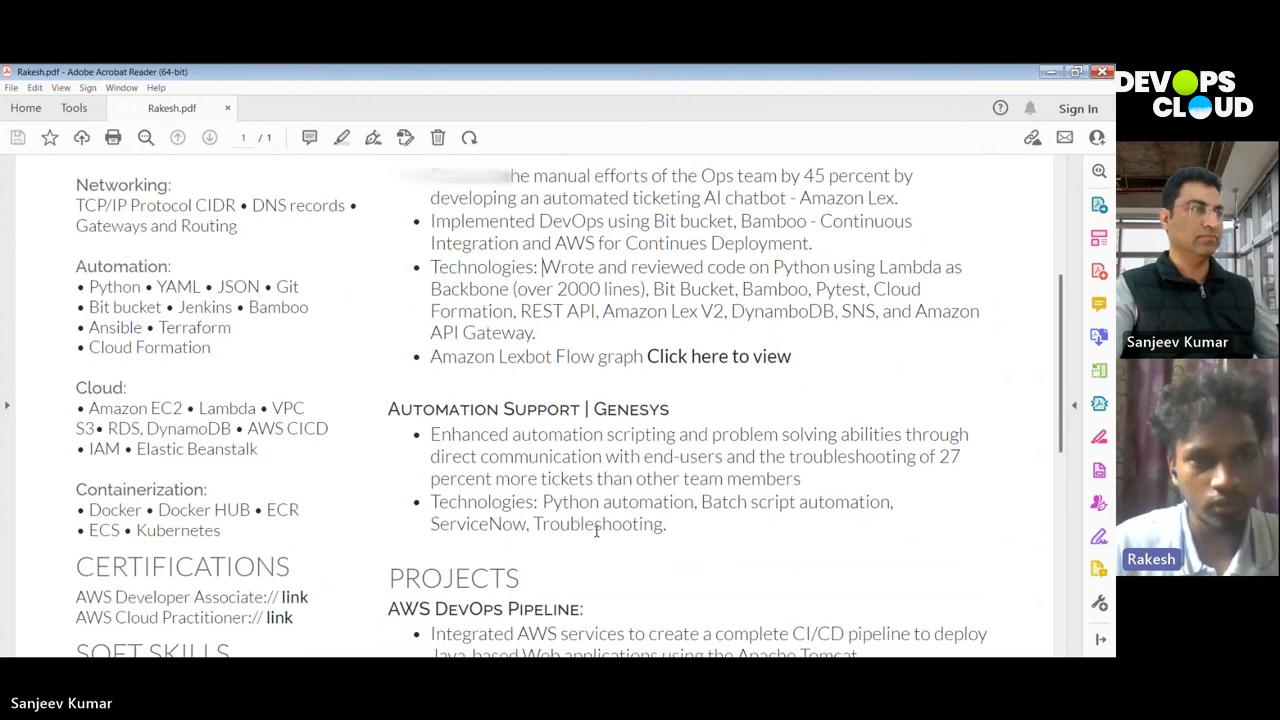 Rakesh.pdf - Adobe Acrobat Reader (64-bit)
File Edit View Sign Window Help
Home Tools Rakesh.pdf × Sign In
1 / 1
DEVOPS
CLOUD
Networking:
TCP/IP Protocol CIDR • DNS records •
Gateways and Routing
Automation:
• Python • YAML • JSON • Git
• Bit bucket • Jenkins • Bamboo
• Ansible • Terraform
• Cloud Formation
Cloud:
• Amazon EC2 • Lambda • VPC
S3• RDS, DynamoDB • AWS CICD
• IAM • Elastic Beanstalk
Containerization:
• Docker • Docker HUB • ECR
• ECS • Kubernetes
CERTIFICATIONS
AWS Developer Associate:// link
AWS Cloud Practitioner:// link
SOFT SKILLS
he manual efforts of the Ops team by 45 percent by
developing an automated ticketing AI chatbot - Amazon Lex.
• Implemented DevOps using Bit bucket, Bamboo - Continuous
Integration and AWS for Continues Deployment.
• Technologies: Wrote and reviewed code on Python using Lambda as
Backbone (over 2000 lines), Bit Bucket, Bamboo, Pytest, Cloud
Formation, REST API, Amazon Lex V2, DynamboDB, SNS, and Amazon
API Gateway.
• Amazon Lexbot Flow graph Click here to view
AUTOMATION SUPPORT | GENESYS
• Enhanced automation scripting and problem solving abilities through
direct communication with end-users and the troubleshooting of 27
percent more tickets than other team members
• Technologies: Python automation, Batch script automation,
ServiceNow, Troubleshooting.
PROJECTS
AWS DEVOPS PIPELINE:
• Integrated AWS services to create a complete CI/CD pipeline to deploy
Java-based Web applications using the Apache Tomcat
Sanjeev Kumar
Rakesh
Sanjeev Kumar